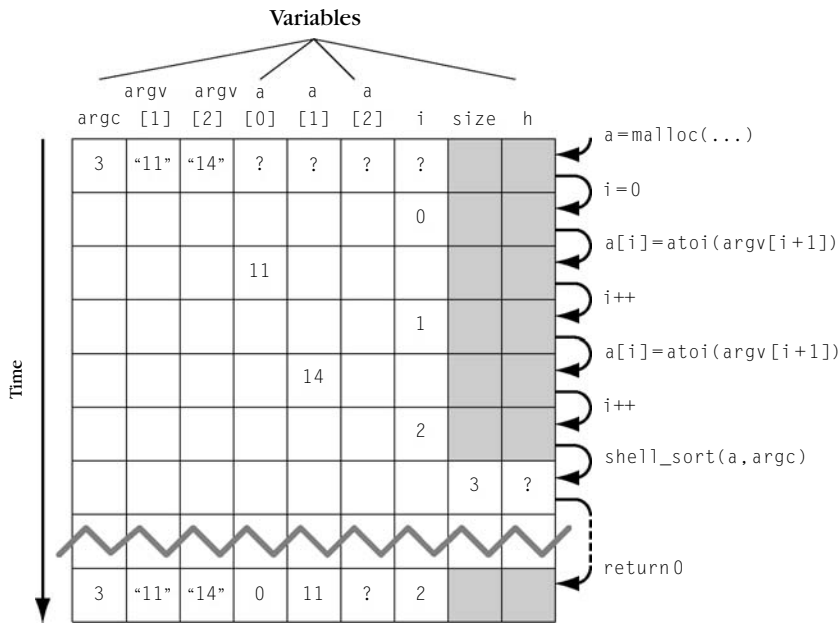 Variables
argv argv a a a
argc [1] [2] [0] [1] [2] i size h
a=malloc(...)
3 “11” “14” ? ? ? ?
i=0
0
a[i]=atoi(argv[i+1])
11
i++
1
a[i]=atoi(argv[i+1])
14
i++
2
shell_sort(a,argc)
3 ?
return 0
3 “11” “14” 0 11 ? 2
Time